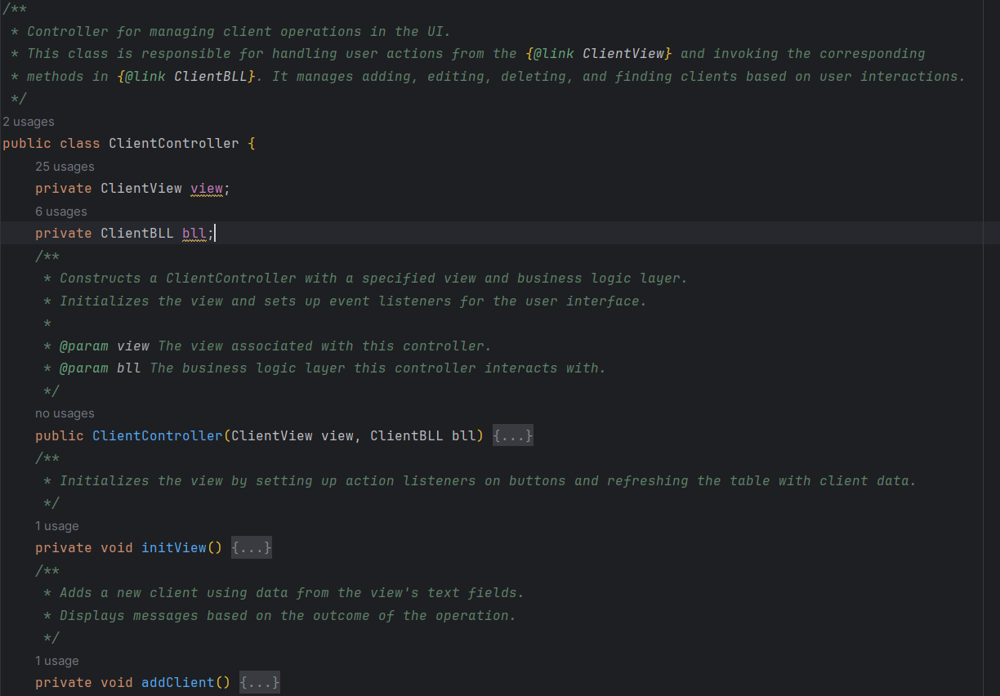 /**
 * Controller for managing client operations in the UI.
 * This class is responsible for handling user actions from the {@link ClientView} and invoking the corresponding
 * methods in {@link ClientBLL}. It manages adding, editing, deleting, and finding clients based on user interactions.
 */
2 usages
public class ClientController {
    25 usages
    private ClientView view;
    6 usages
    private ClientBLL bll;
    /**
     * Constructs a ClientController with a specified view and business logic layer.
     * Initializes the view and sets up event listeners for the user interface.
     *
     * @param view The view associated with this controller.
     * @param bll The business logic layer this controller interacts with.
     */
    no usages
    public ClientController(ClientView view, ClientBLL bll) {...}
    /**
     * Initializes the view by setting up action listeners on buttons and refreshing the table with client data.
     */
    1 usage
    private void initView() {...}
    /**
     * Adds a new client using data from the view's text fields.
     * Displays messages based on the outcome of the operation.
     */
    1 usage
    private void addClient() {...}